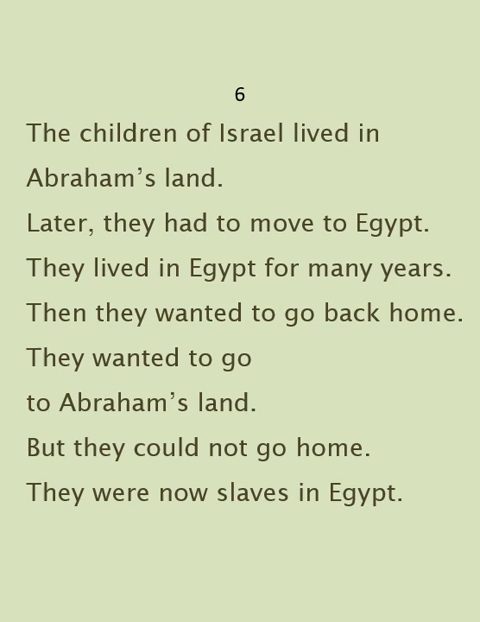 6
The children of Israel lived in
Abraham’s land.
Later, they had to move to Egypt.
They lived in Egypt for many years.
Then they wanted to go back home.
They wanted to go
to Abraham’s land.
But they could not go home.
They were now slaves in Egypt.